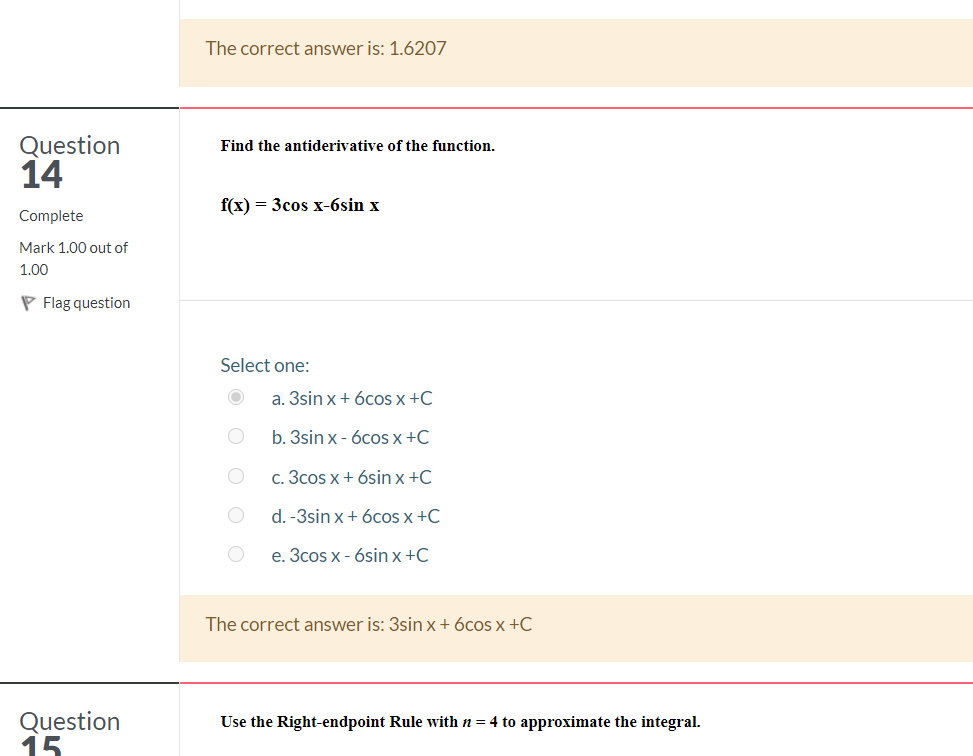 The correct answer is: 1.6207
Question
14
Complete
Mark 1.00 out of
1.00
Flag question
Find the antiderivative of the function.
f(x) = 3cos x-6sin x
Select one:
a. 3sin x + 6cos x +C
b. 3sin x - 6cos x +C
c. 3cos x + 6sin x +C
d. -3sin x + 6cos x +C
e. 3cos x - 6sin x +C
The correct answer is: 3sin x + 6cos x +C
Question
15
Use the Right-endpoint Rule with n = 4 to approximate the integral.